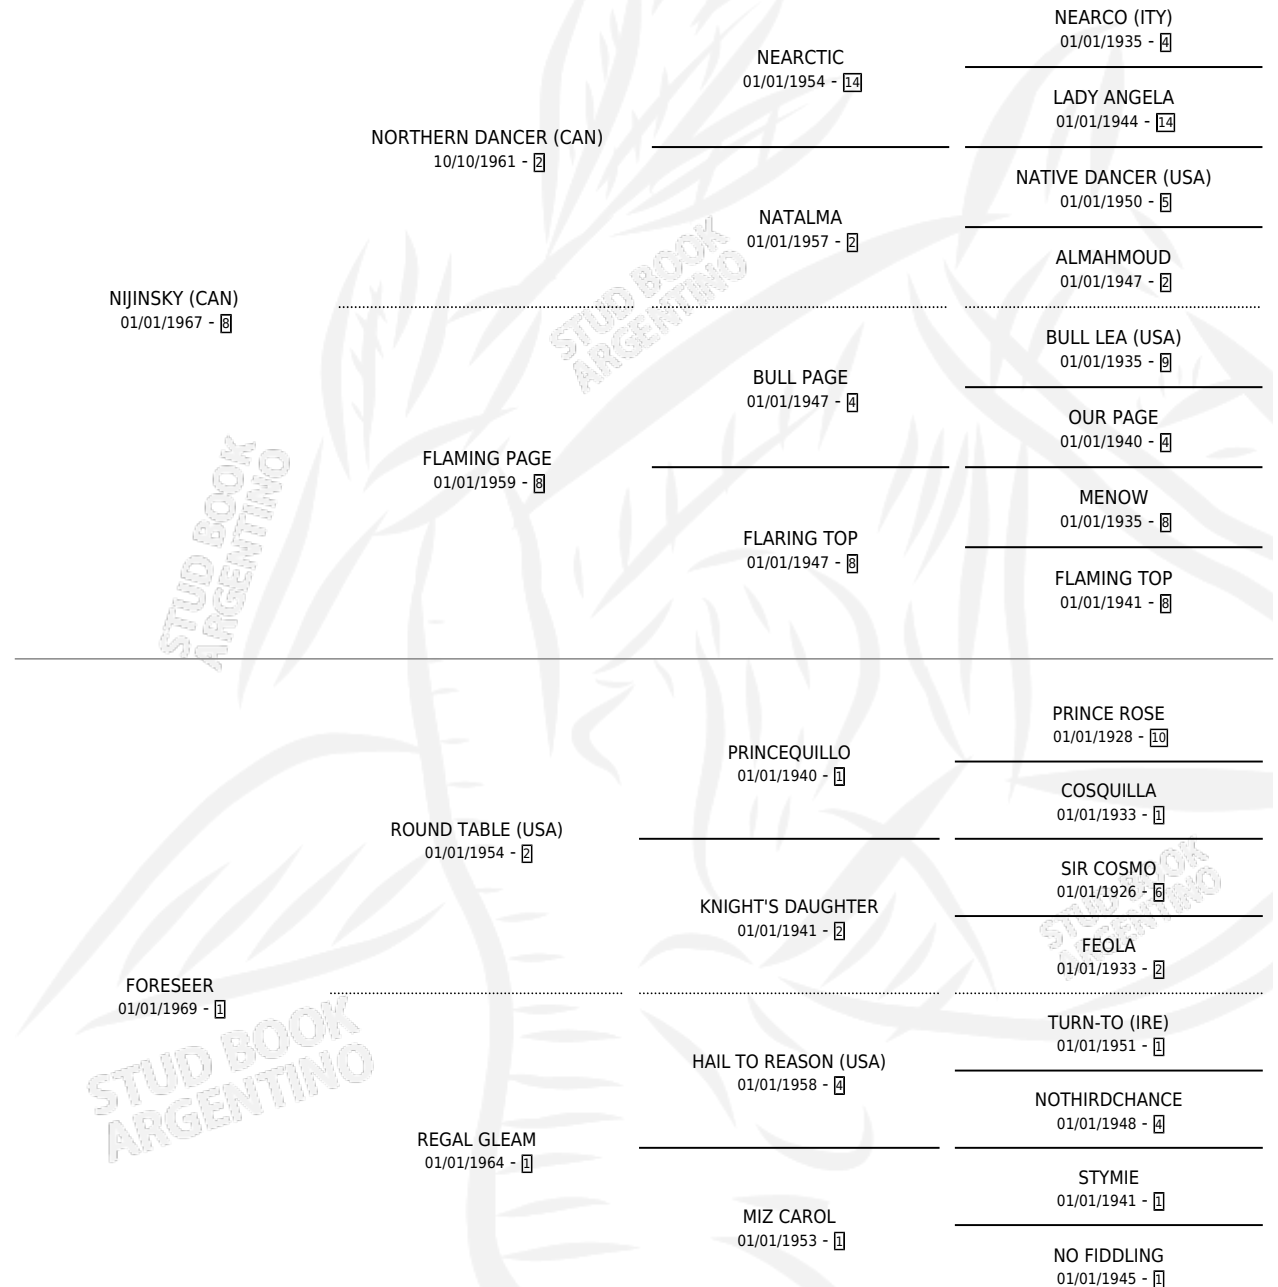 NEARCO (ITY)
01/01/1935 - 4
NEARCTIC
01/01/1954 - 14
LADY ANGELA
01/01/1944 - 14
NORTHERN DANCER (CAN)
10/10/1961 - 2
NATIVE DANCER (USA)
01/01/1950 - 5
NATALMA
01/01/1957 - 2
ALMAHMOUD
01/01/1947 - 2
NIJINSKY (CAN)
01/01/1967 - 8
STUD BOOK
ARGENTINO
BULL LEA (USA)
01/01/1935 - 9
BULL PAGE
01/01/1947 - 4
OUR PAGE
01/01/1940 - 4
FLAMING PAGE
01/01/1959 - 8
MENOW
01/01/1935 - 8
FLARING TOP
01/01/1947 - 8
FLAMING TOP
01/01/1941 - 8
STUD BOOK
ARGENTINO
PRINCE ROSE
01/01/1928 - 10
PRINCEQUILLO
01/01/1940 - 1
COSQUILLA
01/01/1933 - 1
ROUND TABLE (USA)
01/01/1954 - 2
SIR COSMO
01/01/1926 - 6
KNIGHT'S DAUGHTER
01/01/1941 - 2
FEOLA
01/01/1933 - 2
STUD BOOK
ARGENTINO
FORESEER
01/01/1969 - 1
TURN-TO (IRE)
01/01/1951 - 1
HAIL TO REASON (USA)
01/01/1958 - 4
NOTHIRDCHANCE
01/01/1948 - 4
STUD BOOK
ARGENTINO
REGAL GLEAM
01/01/1964 - 1
STYMIE
01/01/1941 - 1
MIZ CAROL
01/01/1953 - 1
NO FIDDLING
01/01/1945 - 1